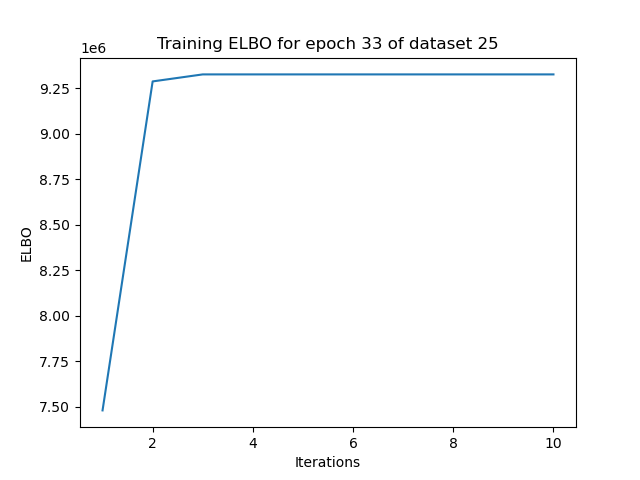 Training ELBO for epoch 33 of dataset 25
1e6
9.25
9.00
8.75
8.50
8.25
8.00
7.75
7.50
ELBO
2 4 6 8 10
Iterations